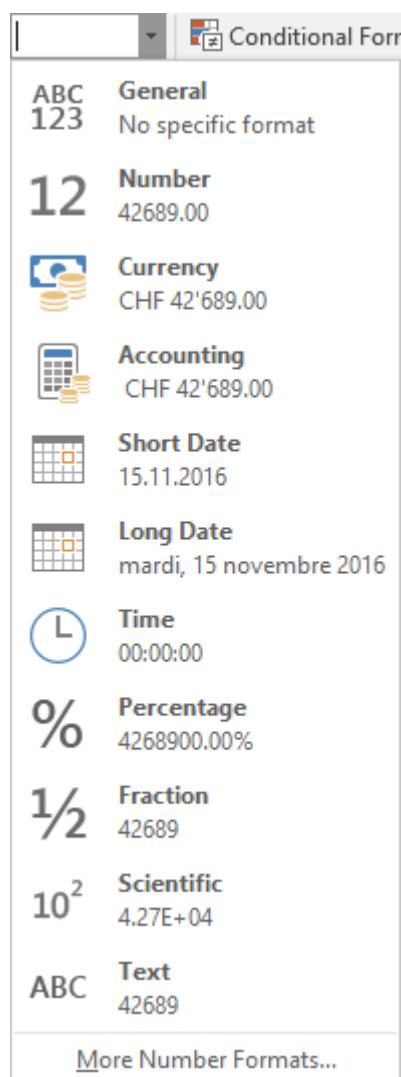 Conditional Forr
ABC
123
General
No specific format
12
Number
42689.00
Currency
CHF 42'689.00
Accounting
CHF 42'689.00
Short Date
15.11.2016
Long Date
mardi, 15 novembre 2016
Time
00:00:00
%
Percentage
4268900.00%
½
Fraction
42689
10²
Scientific
4.27E+04
ABC
Text
42689
More Number Formats...